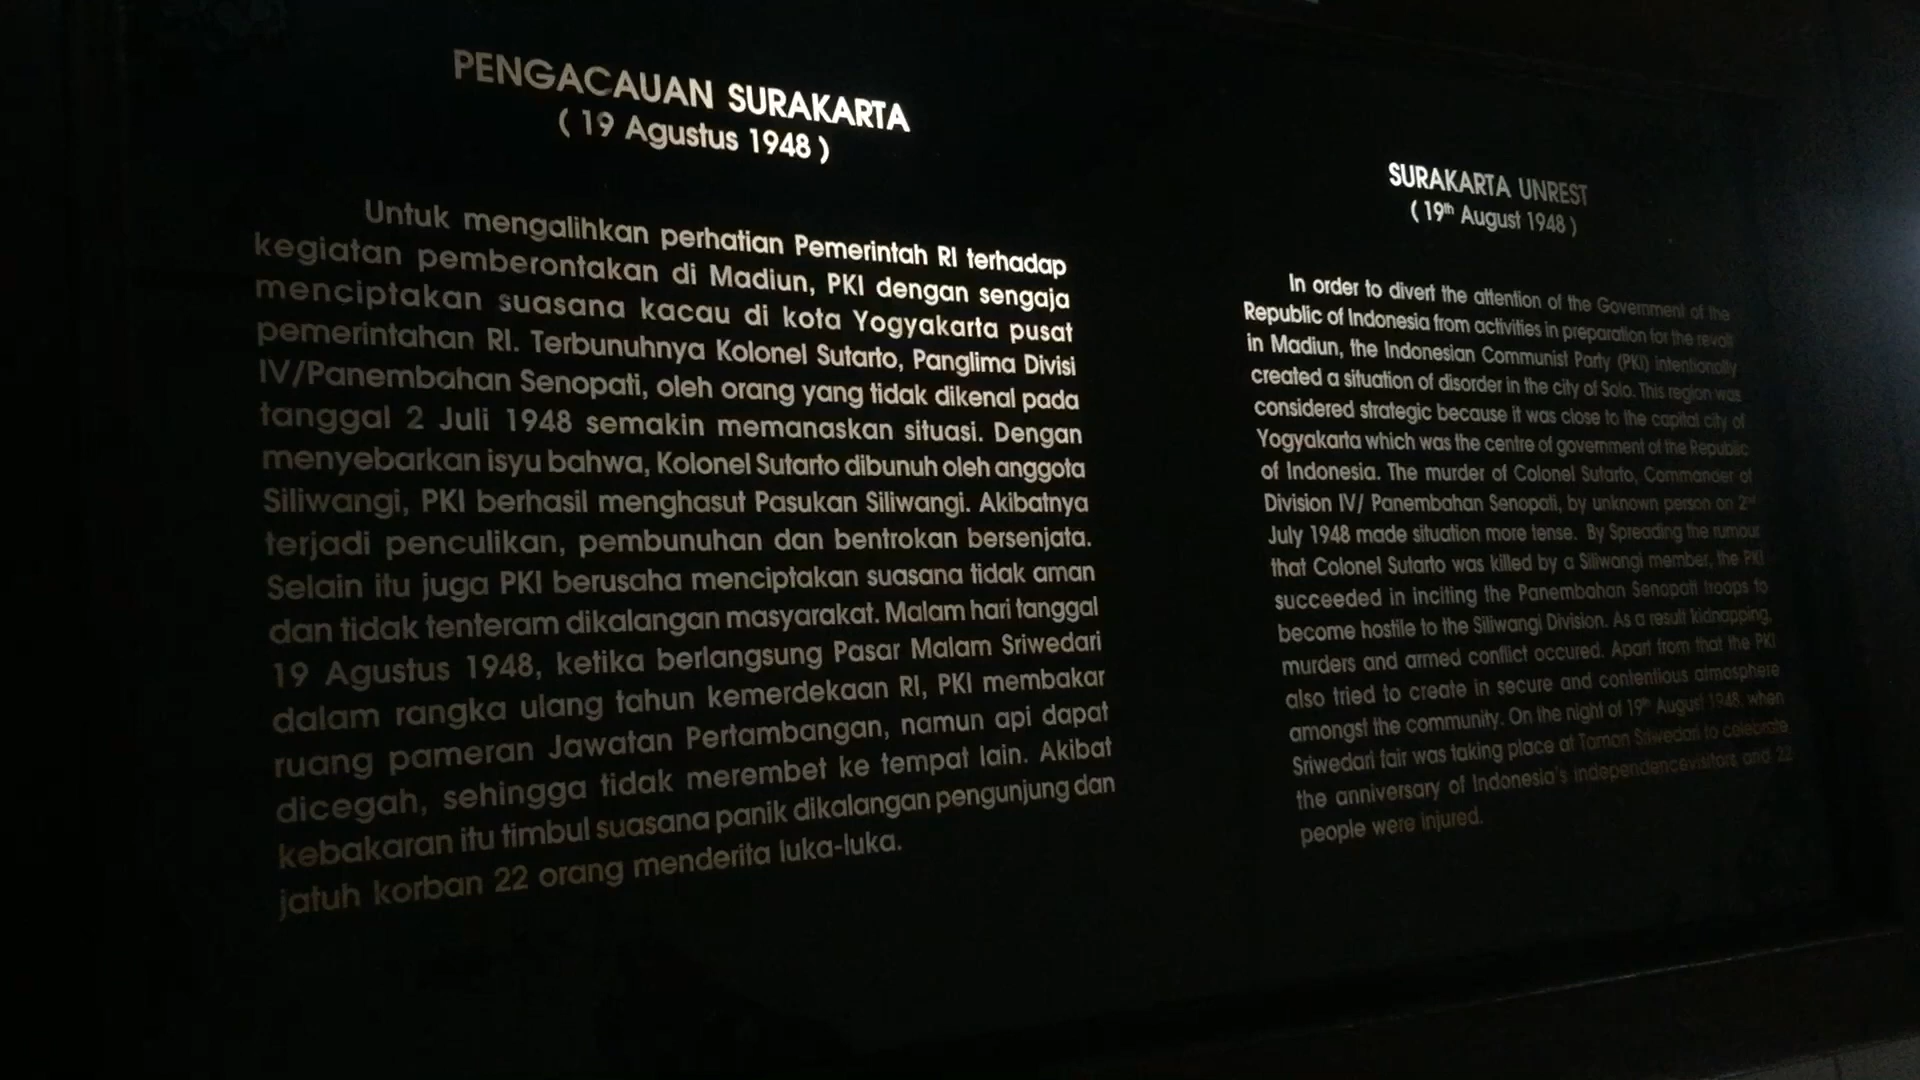 PENGACAUAN SURAKARTA
( 19 Agustus 1948 )
Untuk mengalihkan perhatian Pemerintah RI terhadap
kegiatan pemberontakan di Madiun, PKI dengan sengaja
menciptakan suasana kacau di kota Yogyakarta pusat
pemerintahan RI. Terbunuhnya Kolonel Sutarto, Panglima Divisi
IV/Panembahan Senopati, oleh orang yang tidak dikenal pada
tanggal 2 Juli 1948 semakin memanaskan situasi. Dengan
menyebarkan isyu bahwa, Kolonel Sutarto dibunuh oleh anggota
Siliwangi, PKI berhasil menghasut Pasukan Siliwangi. Akibatnya
terjadi penculikan, pembunuhan dan bentrokan bersenjata.
Selain itu juga PKI berusaha menciptakan suasana tidak aman
dan tidak tenteram dikalangan masyarakat. Malam hari tanggal
19 Agustus 1948, ketika berlangsung Pasar Malam Sriwedari
dalam rangka ulang tahun kemerdekaan RI, PKI membakar
ruang pameran Jawatan Pertambangan, namun api dapat
dicegah, sehingga tidak merembet ke tempat lain. Akibat
kebakaran itu timbul suasana panik dikalangan pengunjung dan
jatuh korban 22 orang menderita luka-luka.
SURAKARTA UNREST
( 19th August 1948 )
In order to divert the attention of the Government of the
Republic of Indonesia from activities in preparation for the revolt
in Madiun, the Indonesian Communist Party (PKI) intentionally
created a situation of disorder in the city of Solo. This region was
considered strategic because it was close to the capital city of
Yogyakarta which was the centre of government of the Republic
of Indonesia. The murder of Colonel Sutarto, Commander of
Division IV/ Panembahan Senopati, by unknown person on 2nd
July 1948 made situation more tense. By Spreading the rumour
that Colonel Sutarto was killed by a Siliwangi member, the PKI
succeeded in inciting the Panembahan Senopati troops to
become hostile to the Siliwangi Division. As a result kidnapping,
murders and armed conflict occured. Apart from that the PKI
also tried to create in secure and contentious atmosphere
amongst the community. On the night of 19th August 1948, when
Sriwedari fair was taking place at Taman Sriwedari to celebrate
the anniversary of Indonesia's independencevisitors and 22
people were injured.